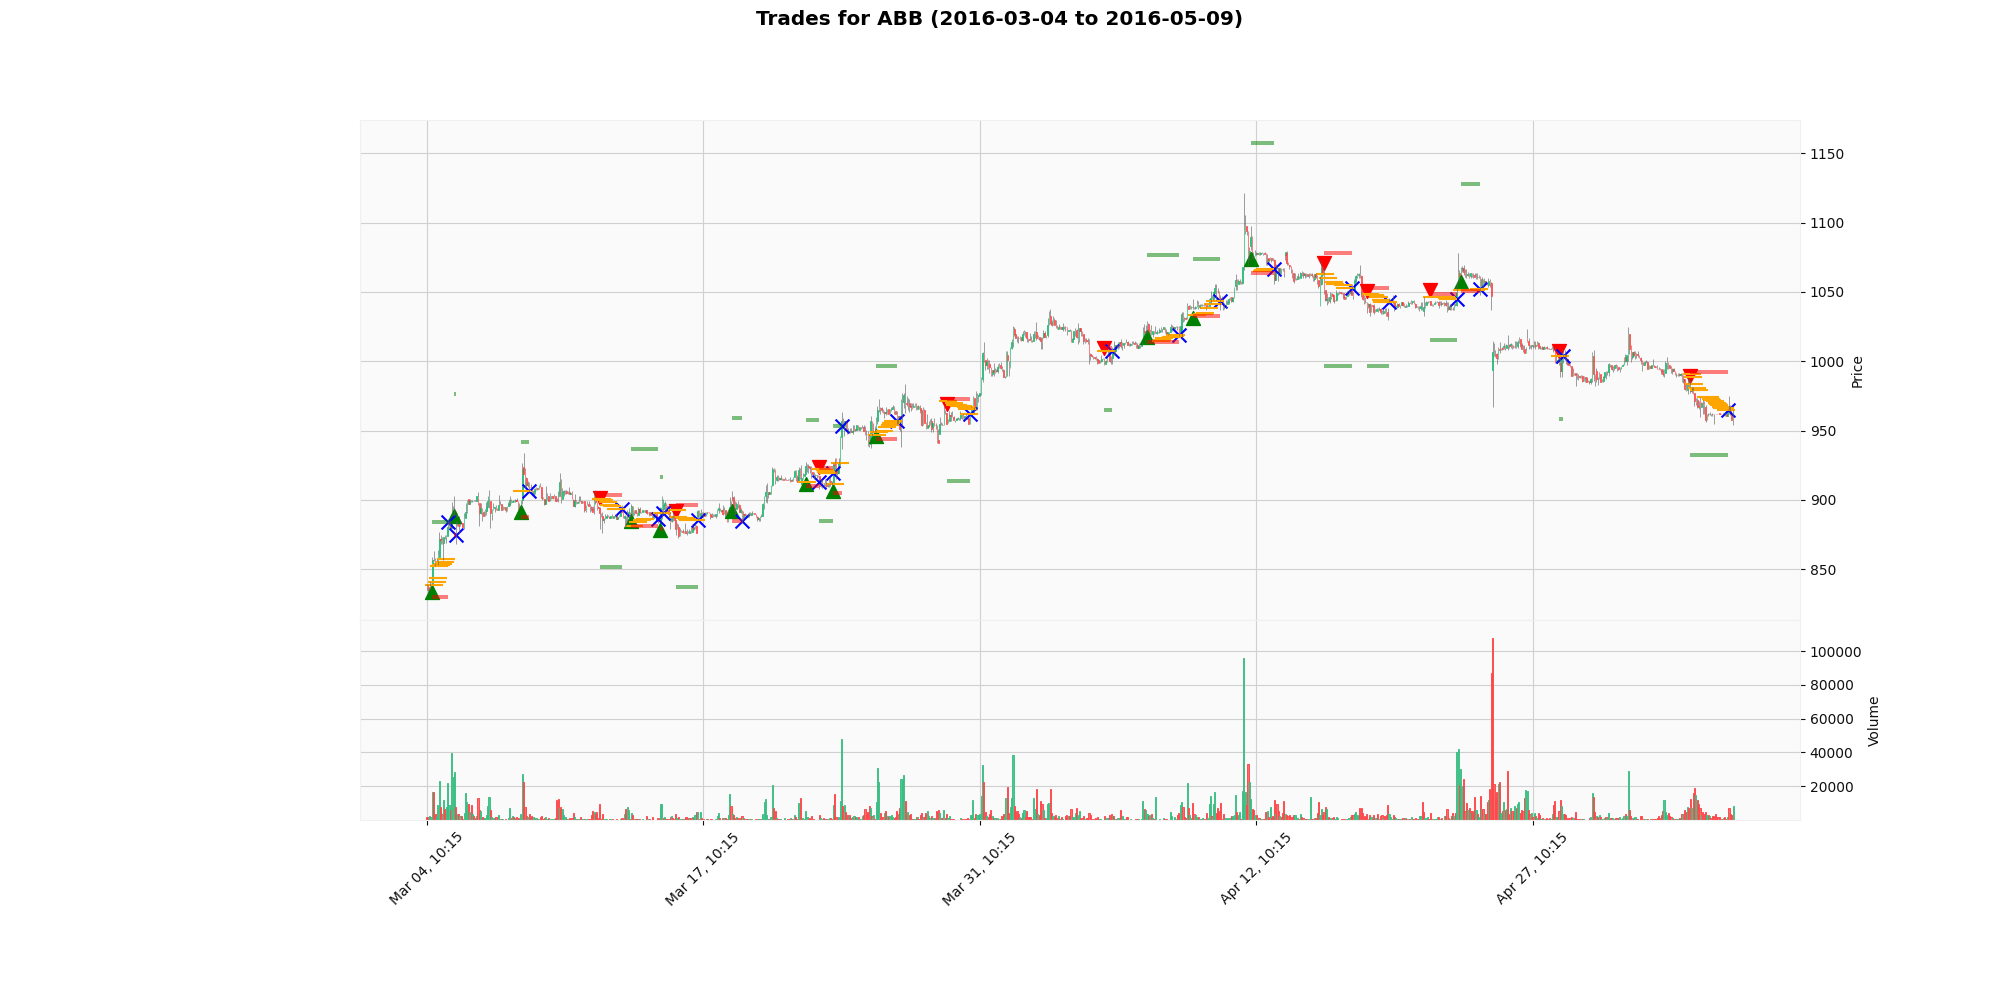 Trades for ABB (2016-03-04 to 2016-05-09)
1150
1100
1050
1000
950
900
850
Price
100000
80000
60000
40000
20000
Volume
Mar 04, 10:15
Mar 17, 10:15
Mar 31, 10:15
Apr 12, 10:15
Apr 27, 10:15